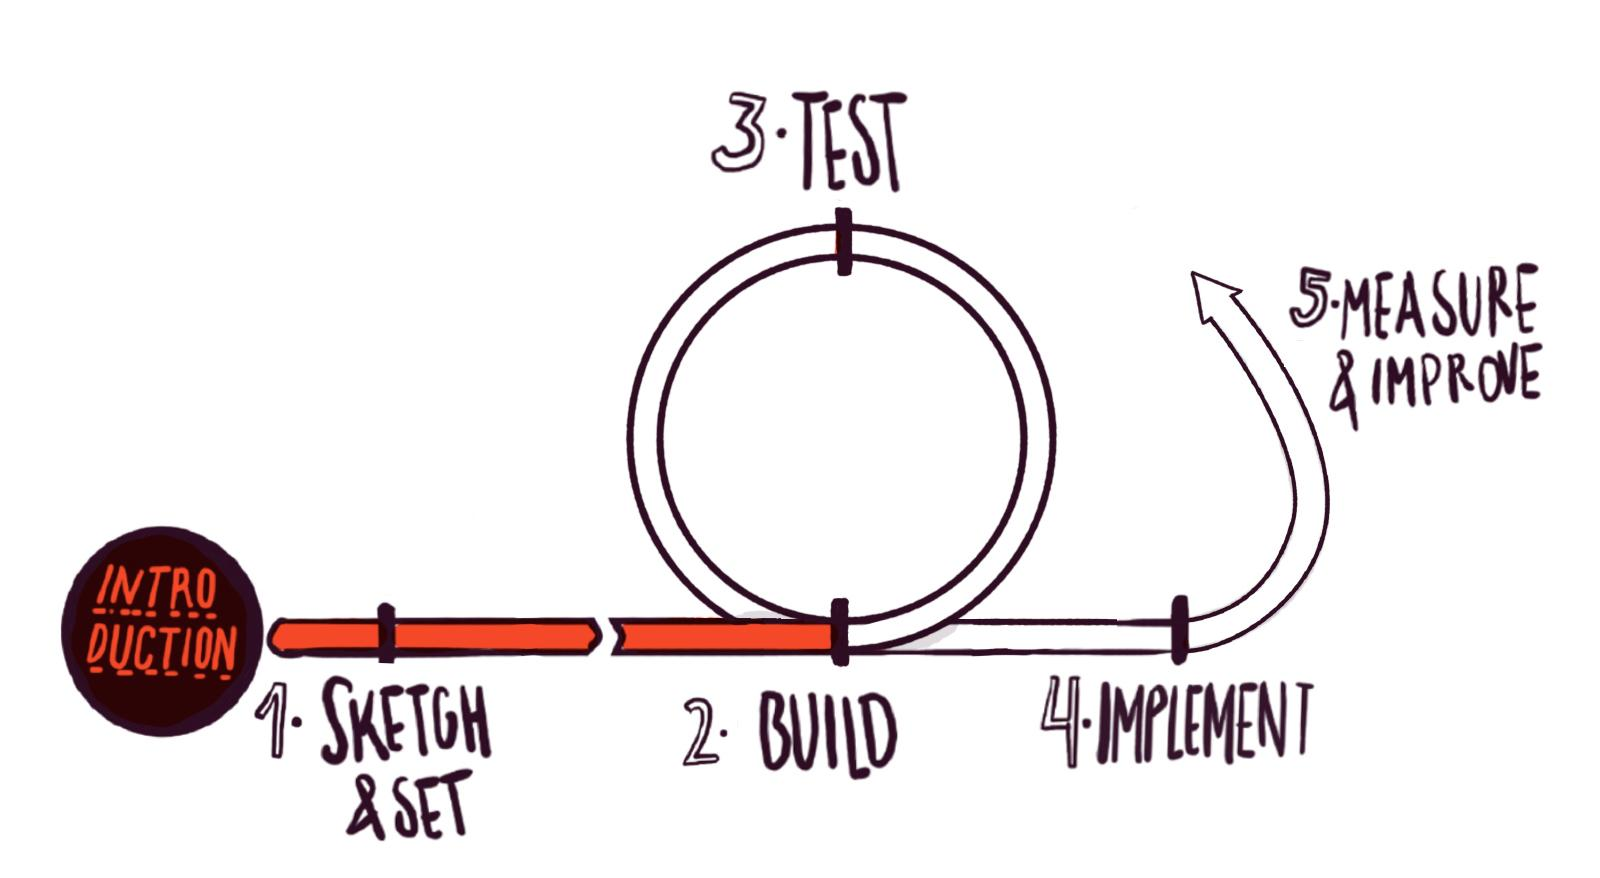 INTRO
DUCTION
1. SKETCH
& SET
2. BUILD
3. TEST
4. IMPLEMENT
5. MEASURE
& IMPROVE